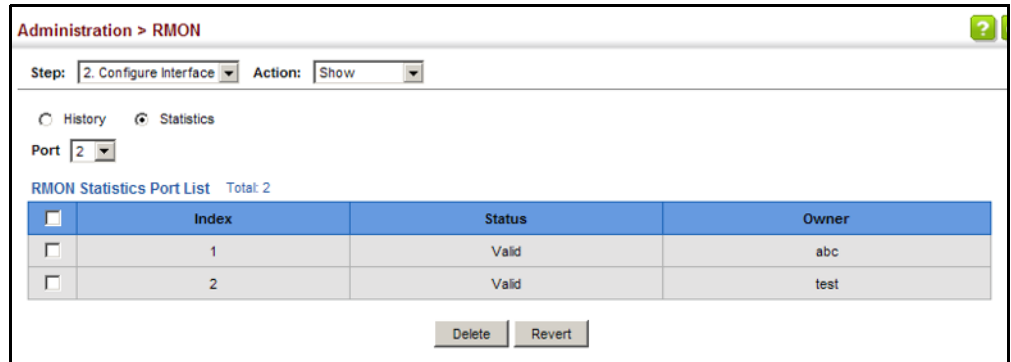 Administration > RMON
?
Step: 2. Configure Interface Action: Show
History Statistics
Port 2
RMON Statistics Port List Total: 2
Index Status Owner
1 Valid abc
2 Valid test
Delete Revert